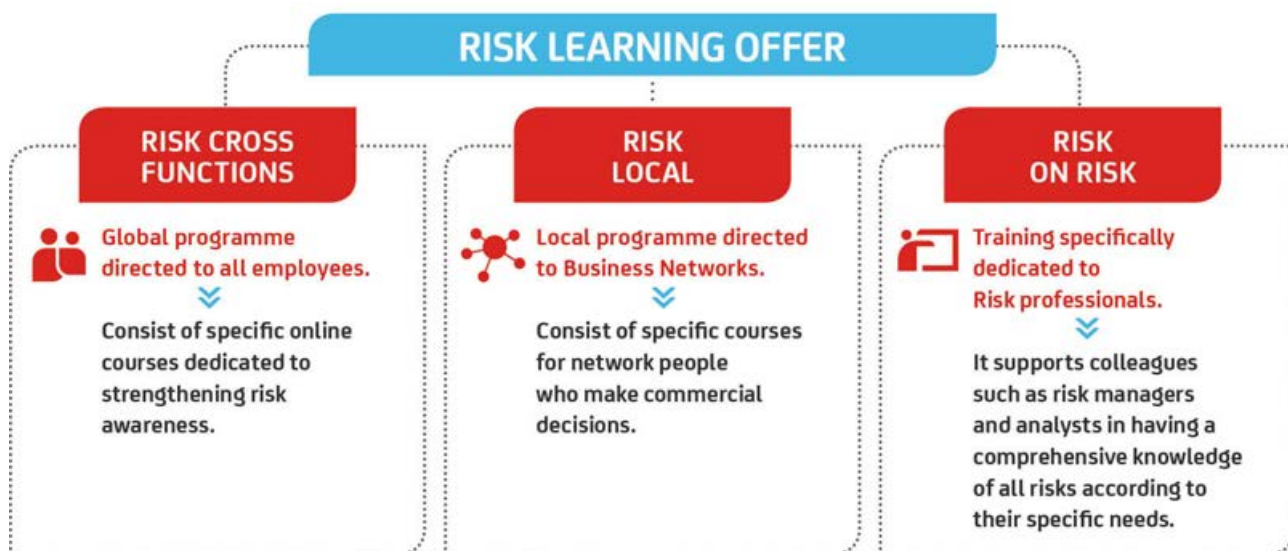 RISK LEARNING OFFER
RISK CROSS
FUNCTIONS
Global programme
directed to all employees.
Consist of specific online
courses dedicated to
strengthening risk
awareness.
RISK
LOCAL
Local programme directed
to Business Networks.
Consist of specific courses
for network people
who make commercial
decisions.
RISK
ON RISK
Training specifically
dedicated to
Risk professionals.
It supports colleagues
such as risk managers
and analysts in having a
comprehensive knowledge
of all risks according to
their specific needs.